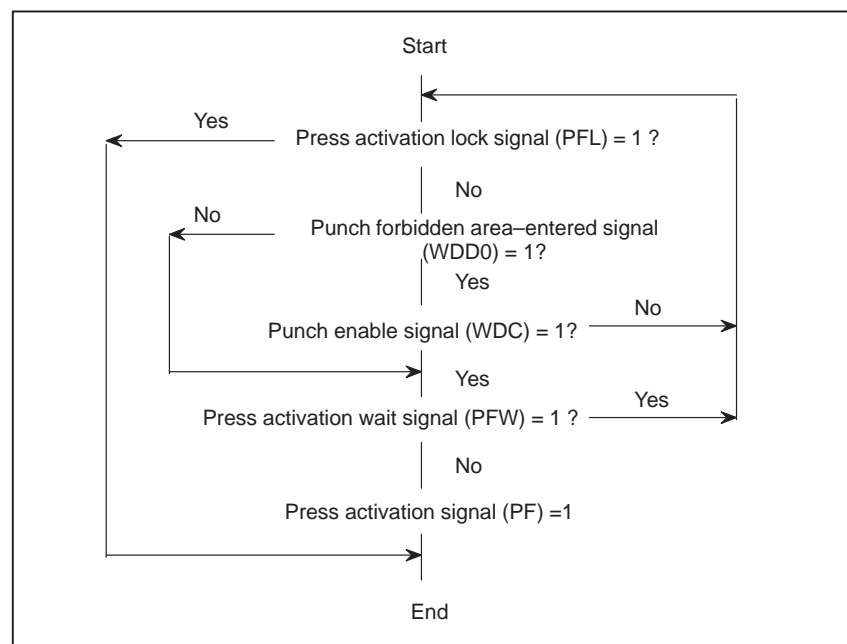 Start
Yes
Press activation lock signal (PFL) = 1 ?
No
No
Punch forbidden area–entered signal
(WDD0) = 1?
Yes
No
Punch enable signal (WDC) = 1?
Yes
Yes
Press activation wait signal (PFW) = 1 ?
No
Press activation signal (PF) =1
End